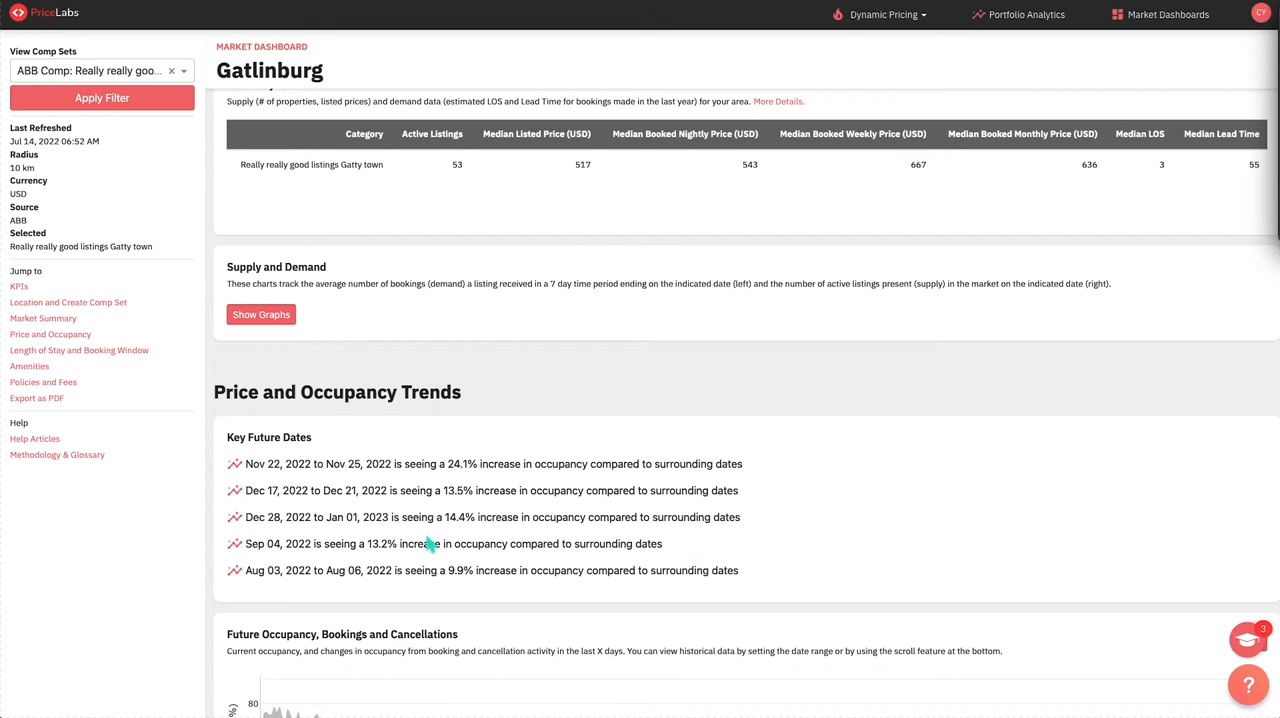 PriceLabs
Dynamic Pricing
Portfolio Analytics
Market Dashboards
CY
View Comp Sets
ABB Comp: Really really goo...
Apply Filter
Last Refreshed
Jul 14, 2022 06:52 AM
Radius
10 km
Currency
USD
Source
ABB
Selected
Really really good listings Gatty town
Jump to
KPIs
Location and Create Comp Set
Market Summary
Price and Occupancy
Length of Stay and Booking Window
Amenities
Policies and Fees
Export as PDF
Help
Help Articles
Methodology & Glossary
MARKET DASHBOARD
Gatlinburg
Supply (# of properties, listed prices) and demand data (estimated LOS and Lead Time for bookings made in the last year) for your area. More Details.
Category Active Listings Median Listed Price (USD) Median Booked Nightly Price (USD) Median Booked Weekly Price (USD) Median Booked Monthly Price (USD) Median LOS Median Lead Time
Really really good listings Gatty town 53 517 543 667 636 3 55
Supply and Demand
These charts track the average number of bookings (demand) a listing received in a 7 day time period ending on the indicated date (left) and the number of active listings present (supply) in the market on the indicated date (right).
Show Graphs
Price and Occupancy Trends
Key Future Dates
Nov 22, 2022 to Nov 25, 2022 is seeing a 24.1% increase in occupancy compared to surrounding dates
Dec 17, 2022 to Dec 21, 2022 is seeing a 13.5% increase in occupancy compared to surrounding dates
Dec 28, 2022 to Jan 01, 2023 is seeing a 14.4% increase in occupancy compared to surrounding dates
Sep 04, 2022 is seeing a 13.2% increase in occupancy compared to surrounding dates
Aug 03, 2022 to Aug 06, 2022 is seeing a 9.9% increase in occupancy compared to surrounding dates
Future Occupancy, Bookings and Cancellations
Current occupancy, and changes in occupancy from booking and cancellation activity in the last X days. You can view historical data by setting the date range or by using the scroll feature at the bottom.
80
%)
3
?